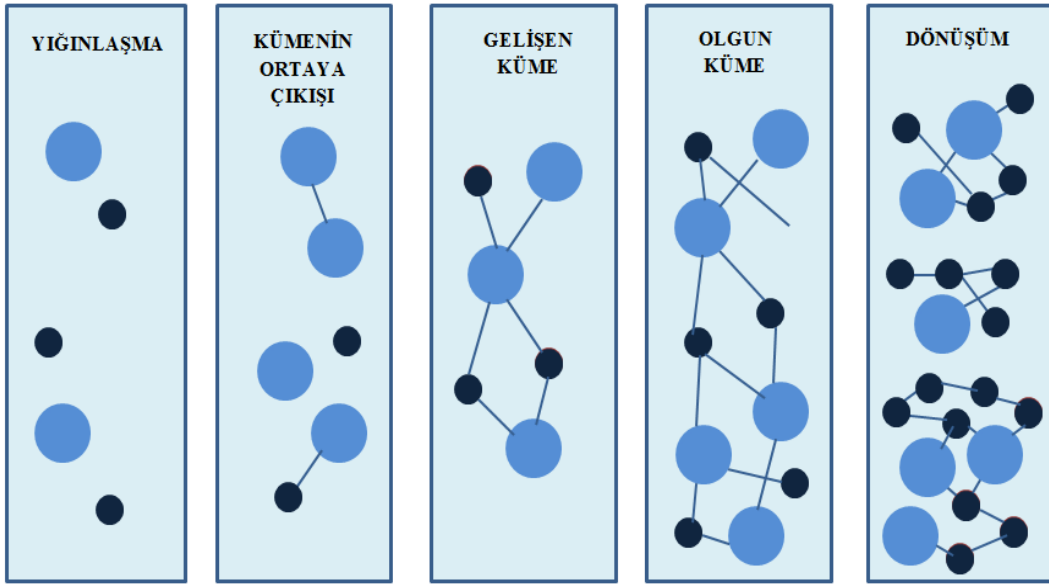 YIĞINLAŞMA
KÜMENİN
ORTAYA
ÇIKIŞI
GELİŞEN
KÜME
OLGUN
KÜME
DÖNÜŞÜM